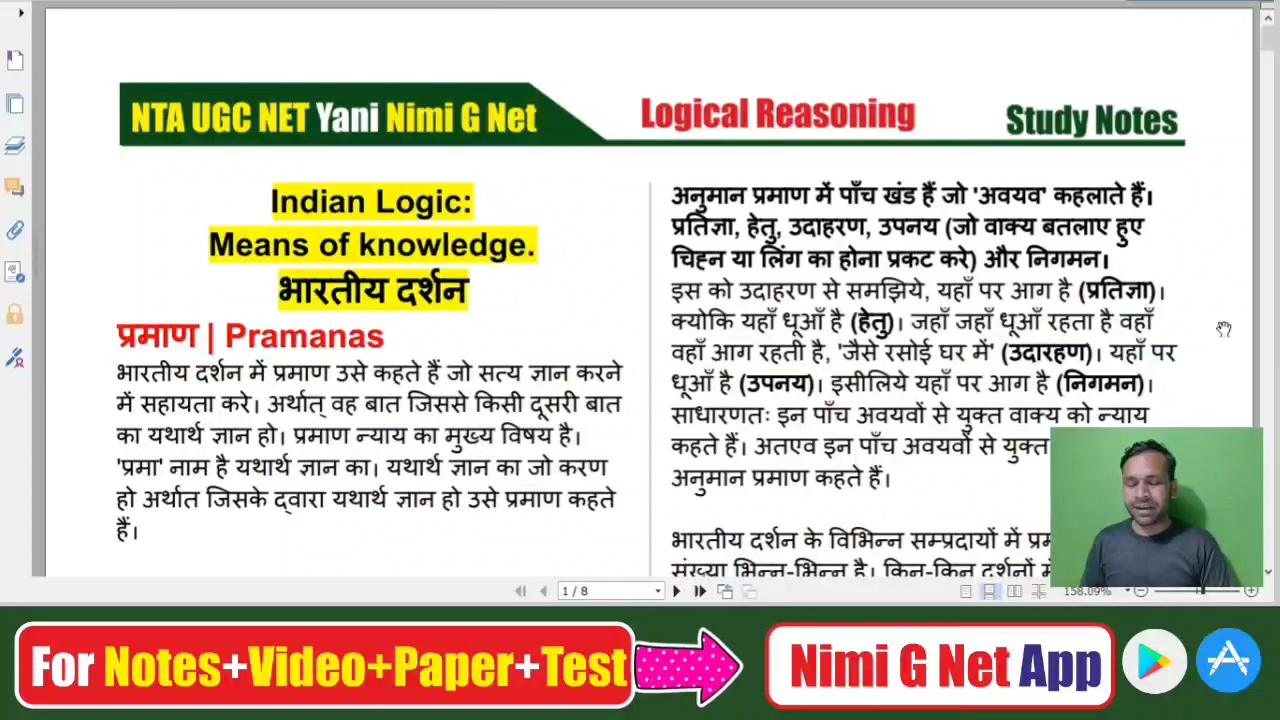 NTA UGC NET Yani Nimi G Net
Logical Reasoning
Study Notes
Indian Logic:
Means of knowledge.
भारतीय दर्शन
प्रमाण | Pramanas
भारतीय दर्शन में प्रमाण उसे कहते हैं जो सत्य ज्ञान करने
में सहायता करे। अर्थात् वह बात जिससे किसी दूसरी बात
का यथार्थ ज्ञान हो। प्रमाण न्याय का मुख्य विषय है।
'प्रमा' नाम है यथार्थ ज्ञान का। यथार्थ ज्ञान का जो करण
हो अर्थात जिसके द्वारा यथार्थ ज्ञान हो उसे प्रमाण कहते
हैं।
अनुमान प्रमाण में पाँच खंड हैं जो 'अवयव' कहलाते हैं।
प्रतिज्ञा, हेतु, उदाहरण, उपनय (जो वाक्य बतलाए हुए
चिह्न या लिंग का होना प्रकट करे) और निगमन।
इस को उदाहरण से समझिये, यहाँ पर आग है (प्रतिज्ञा)।
क्योकि यहाँ धूआँ है (हेतु)। जहाँ जहाँ धूआँ रहता है वहाँ
वहाँ आग रहती है, 'जैसे रसोई घर में' (उदारहण)। यहाँ पर
धूआँ है (उपनय)। इसीलिये यहाँ पर आग है (निगमन)।
साधारणतः इन पाँच अवयवों से युक्त वाक्य को न्याय
कहते हैं। अतएव इन पाँच अवयवों से युक्त
अनुमान प्रमाण कहते हैं।
भारतीय दर्शन के विभिन्न सम्प्रदायों में
संख्या भिन्न-भिन्न है। किन-किन दर्शनों में
1 / 8
158.09%
For Notes+Video+Paper+Test
Nimi G Net App